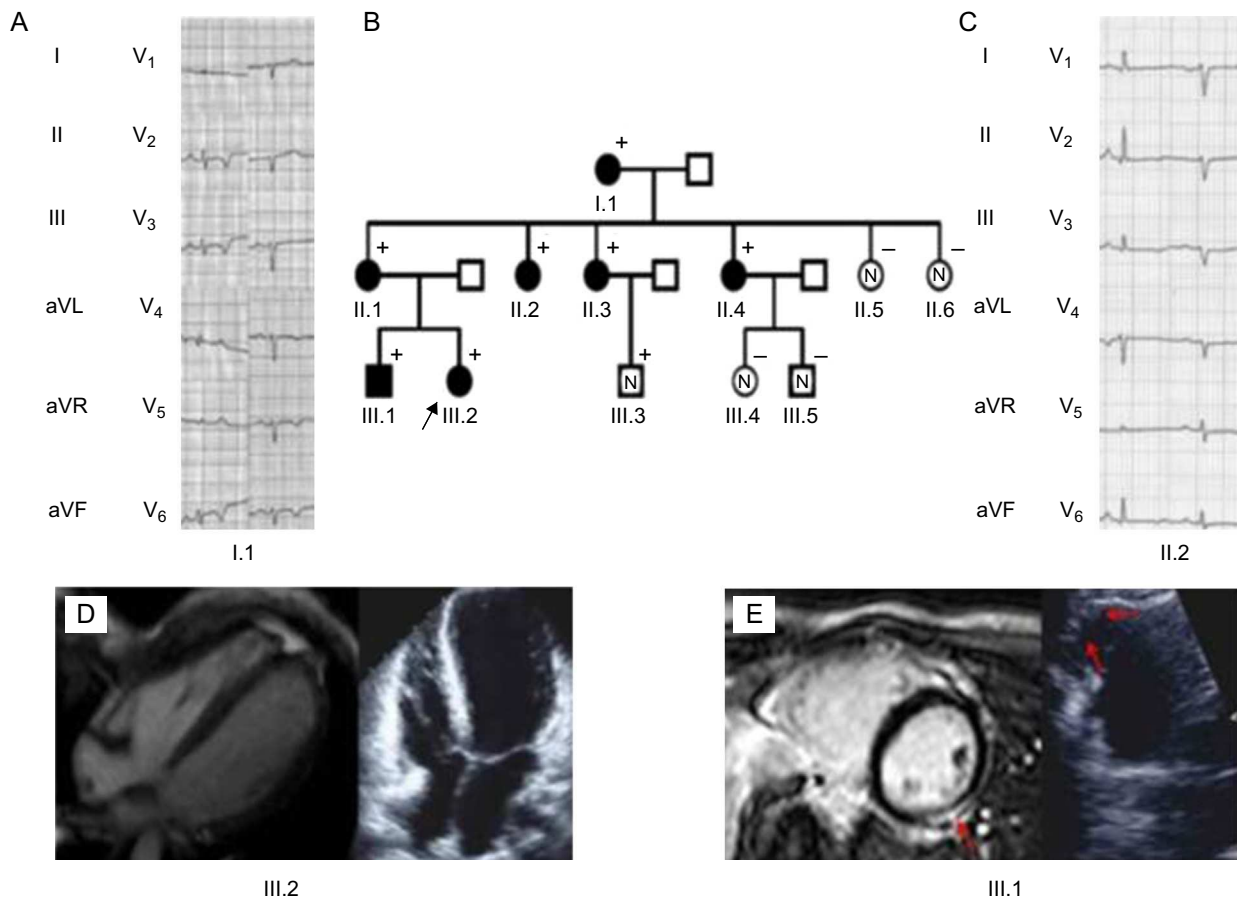 A
B
C
I V1
II V2
III V3
aVL V4
aVR V5
aVF V6
I.1
+
I.1
+ + + + – –
N N
II.1 II.2 II.3 II.4 II.5 II.6
+ + + – –
N N N
III.1 III.2 III.3 III.4 III.5
I V1
II V2
III V3
aVL V4
aVR V5
aVF V6
II.2
D
III.2
E
III.1